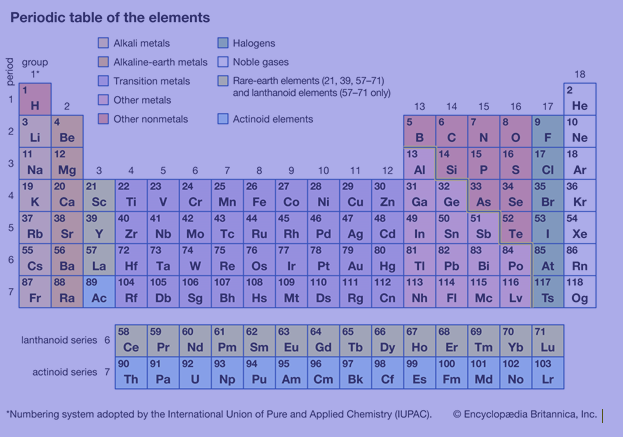 Periodic table of the elements
Alkali metals
Alkaline-earth metals
Transition metals
Other metals
Other nonmetals
Halogens
Noble gases
Rare-earth elements (21, 39, 57–71)
and lanthanoid elements (57–71 only)
Actinoid elements
period
group
1* 2 3 4 5 6 7 8 9 10 11 12 13 14 15 16 17 18
1
1 2
H He
2
3 4 5 6 7 8 9 10
Li Be B C N O F Ne
3
11 12 13 14 15 16 17 18
Na Mg Al Si P S Cl Ar
4
19 20 21 22 23 24 25 26 27 28 29 30 31 32 33 34 35 36
K Ca Sc Ti V Cr Mn Fe Co Ni Cu Zn Ga Ge As Se Br Kr
5
37 38 39 40 41 42 43 44 45 46 47 48 49 50 51 52 53 54
Rb Sr Y Zr Nb Mo Tc Ru Rh Pd Ag Cd In Sn Sb Te I Xe
6
55 56 57 72 73 74 75 76 77 78 79 80 81 82 83 84 85 86
Cs Ba La Hf Ta W Re Os Ir Pt Au Hg Tl Pb Bi Po At Rn
7
87 88 89 104 105 106 107 108 109 110 111 112 113 114 115 116 117 118
Fr Ra Ac Rf Db Sg Bh Hs Mt Ds Rg Cn Nh Fl Mc Lv Ts Og
lanthanoid series 6
58 59 60 61 62 63 64 65 66 67 68 69 70 71
Ce Pr Nd Pm Sm Eu Gd Tb Dy Ho Er Tm Yb Lu
actinoid series 7
90 91 92 93 94 95 96 97 98 99 100 101 102 103
Th Pa U Np Pu Am Cm Bk Cf Es Fm Md No Lr
*Numbering system adopted by the International Union of Pure and Applied Chemistry (IUPAC). © Encyclopædia Britannica, Inc.